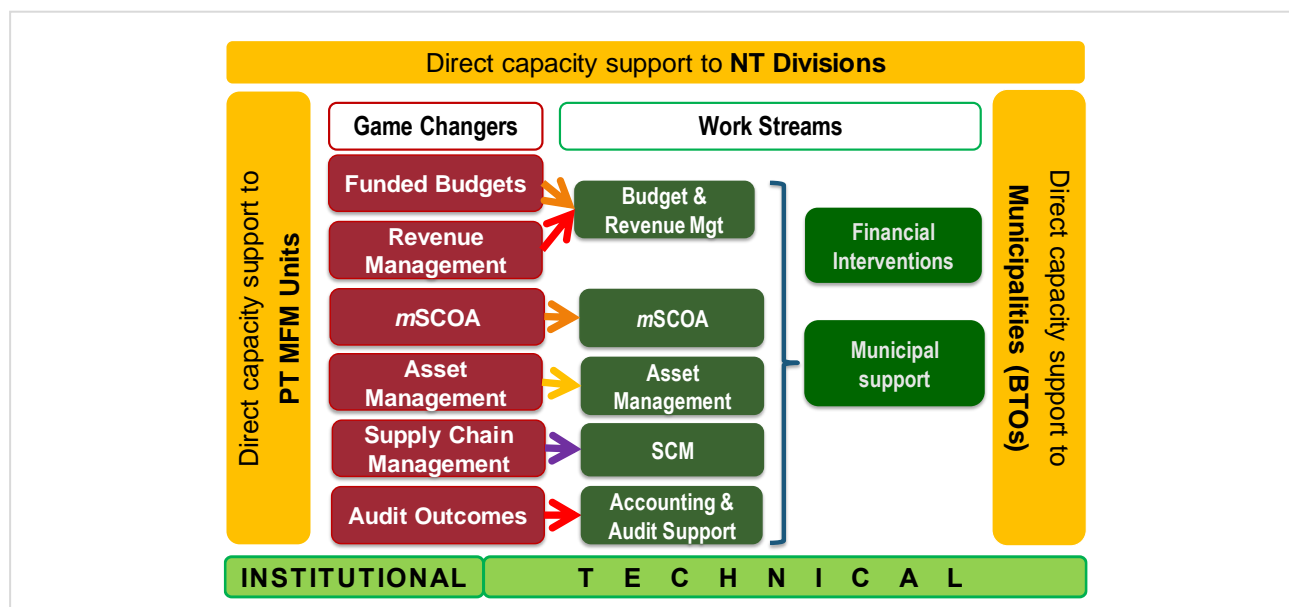 Direct capacity support to NT Divisions
Direct capacity support to
PT MFM Units
Game Changers
Work Streams
Funded Budgets
Revenue
Management
mSCOA
Asset
Management
Supply Chain
Management
Audit Outcomes
Budget &
Revenue Mgt
mSCOA
Asset
Management
SCM
Accounting &
Audit Support
Financial
Interventions
Municipal
support
Direct capacity support to
Municipalities (BTOs)
INSTITUTIONAL
T E C H N I C A L